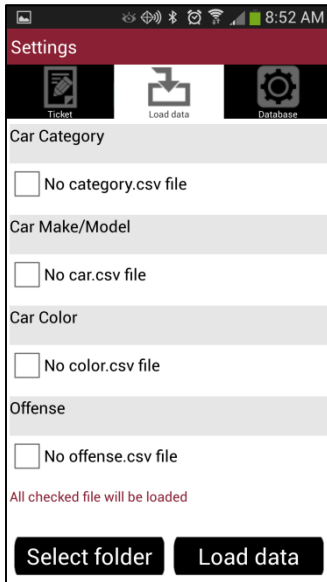 8:52 AM
Settings
Ticket
Load data
Database
Car Category
No category.csv file
Car Make/Model
No car.csv file
Car Color
No color.csv file
Offense
No offense.csv file
All checked file will be loaded
Select folder
Load data